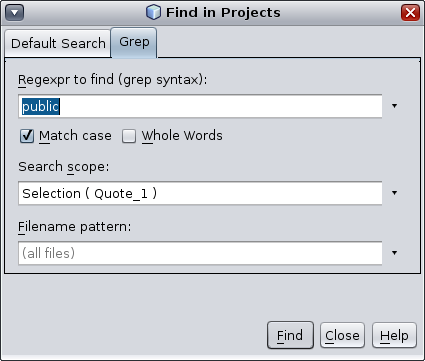 Find in Projects
Default Search Grep
Regexpr to find (grep syntax):
public
Match case Whole Words
Search scope:
Selection ( Quote_1 )
Filename pattern:
(all files)
Find Close Help